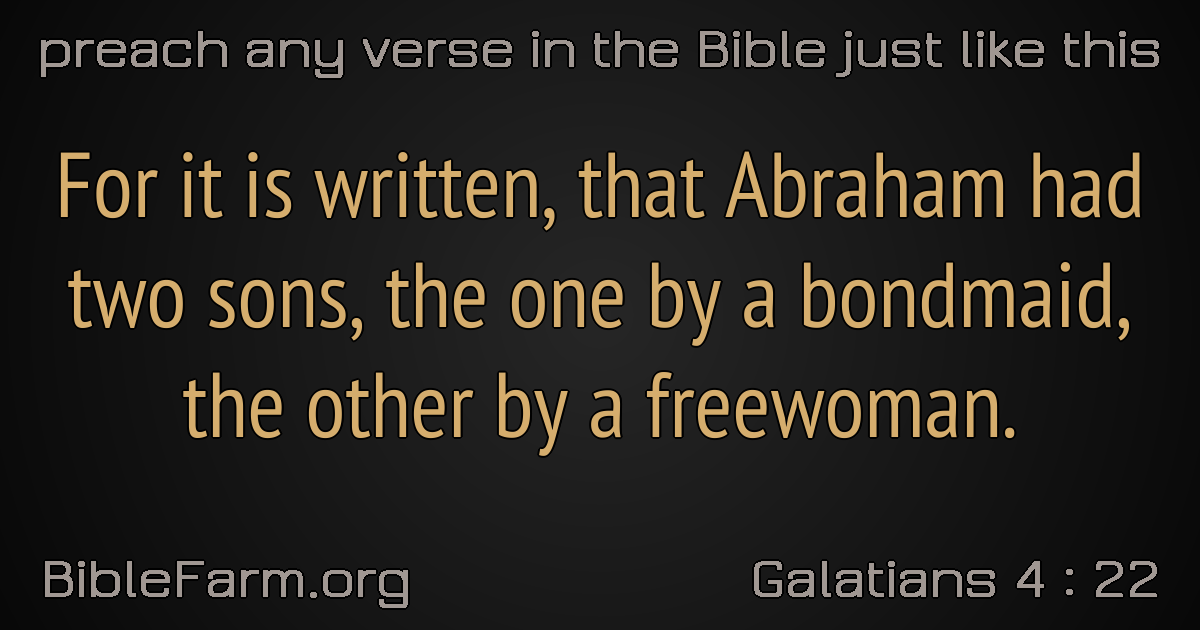 preach any verse in the Bible just like this
For it is written, that Abraham had
two sons, the one by a bondmaid,
the other by a freewoman.
BibleFarm.org
Galatians 4 : 22